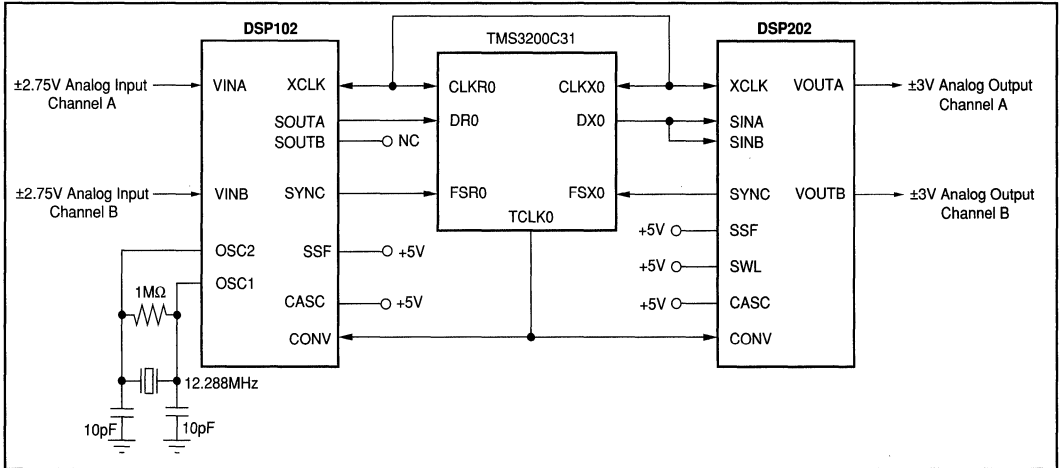 DSP102
TMS3200C31
DSP202
±2.75V Analog Input
Channel A
VINA
XCLK
CLKR0
CLKX0
XCLK
VOUTA
±3V Analog Output
Channel A
SOUTA
DR0
DX0
SINA
SOUTB
NC
SINB
±2.75V Analog Input
Channel B
VINB
SYNC
FSR0
FSX0
SYNC
VOUTB
±3V Analog Output
Channel B
TCLK0
+5V
SSF
OSC2
SSF
+5V
+5V
SWL
OSC1
1MΩ
CASC
+5V
+5V
CASC
CONV
CONV
12.288MHz
10pF
10pF